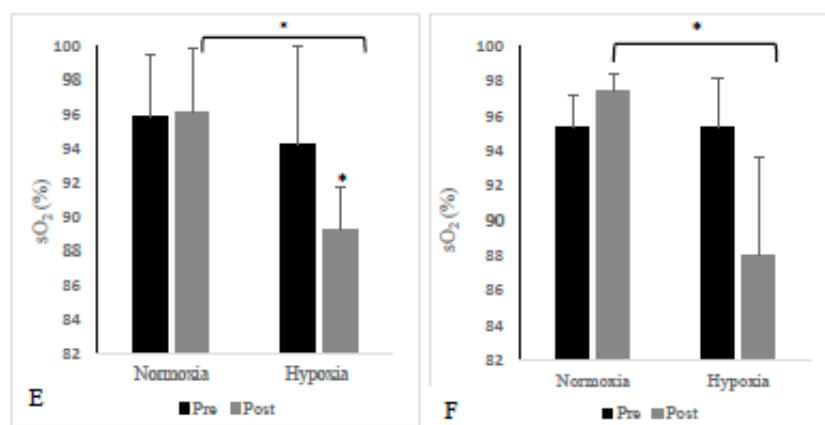 *
100
98
96
94
92
90
88
86
84
82
sO₂ (%)
*
Normoxia Hypoxia
E
■Pre ■Post
*
100
98
96
94
92
90
88
86
84
82
sO₂ (%)
Normoxia Hypoxia
F
■Pre ■Post